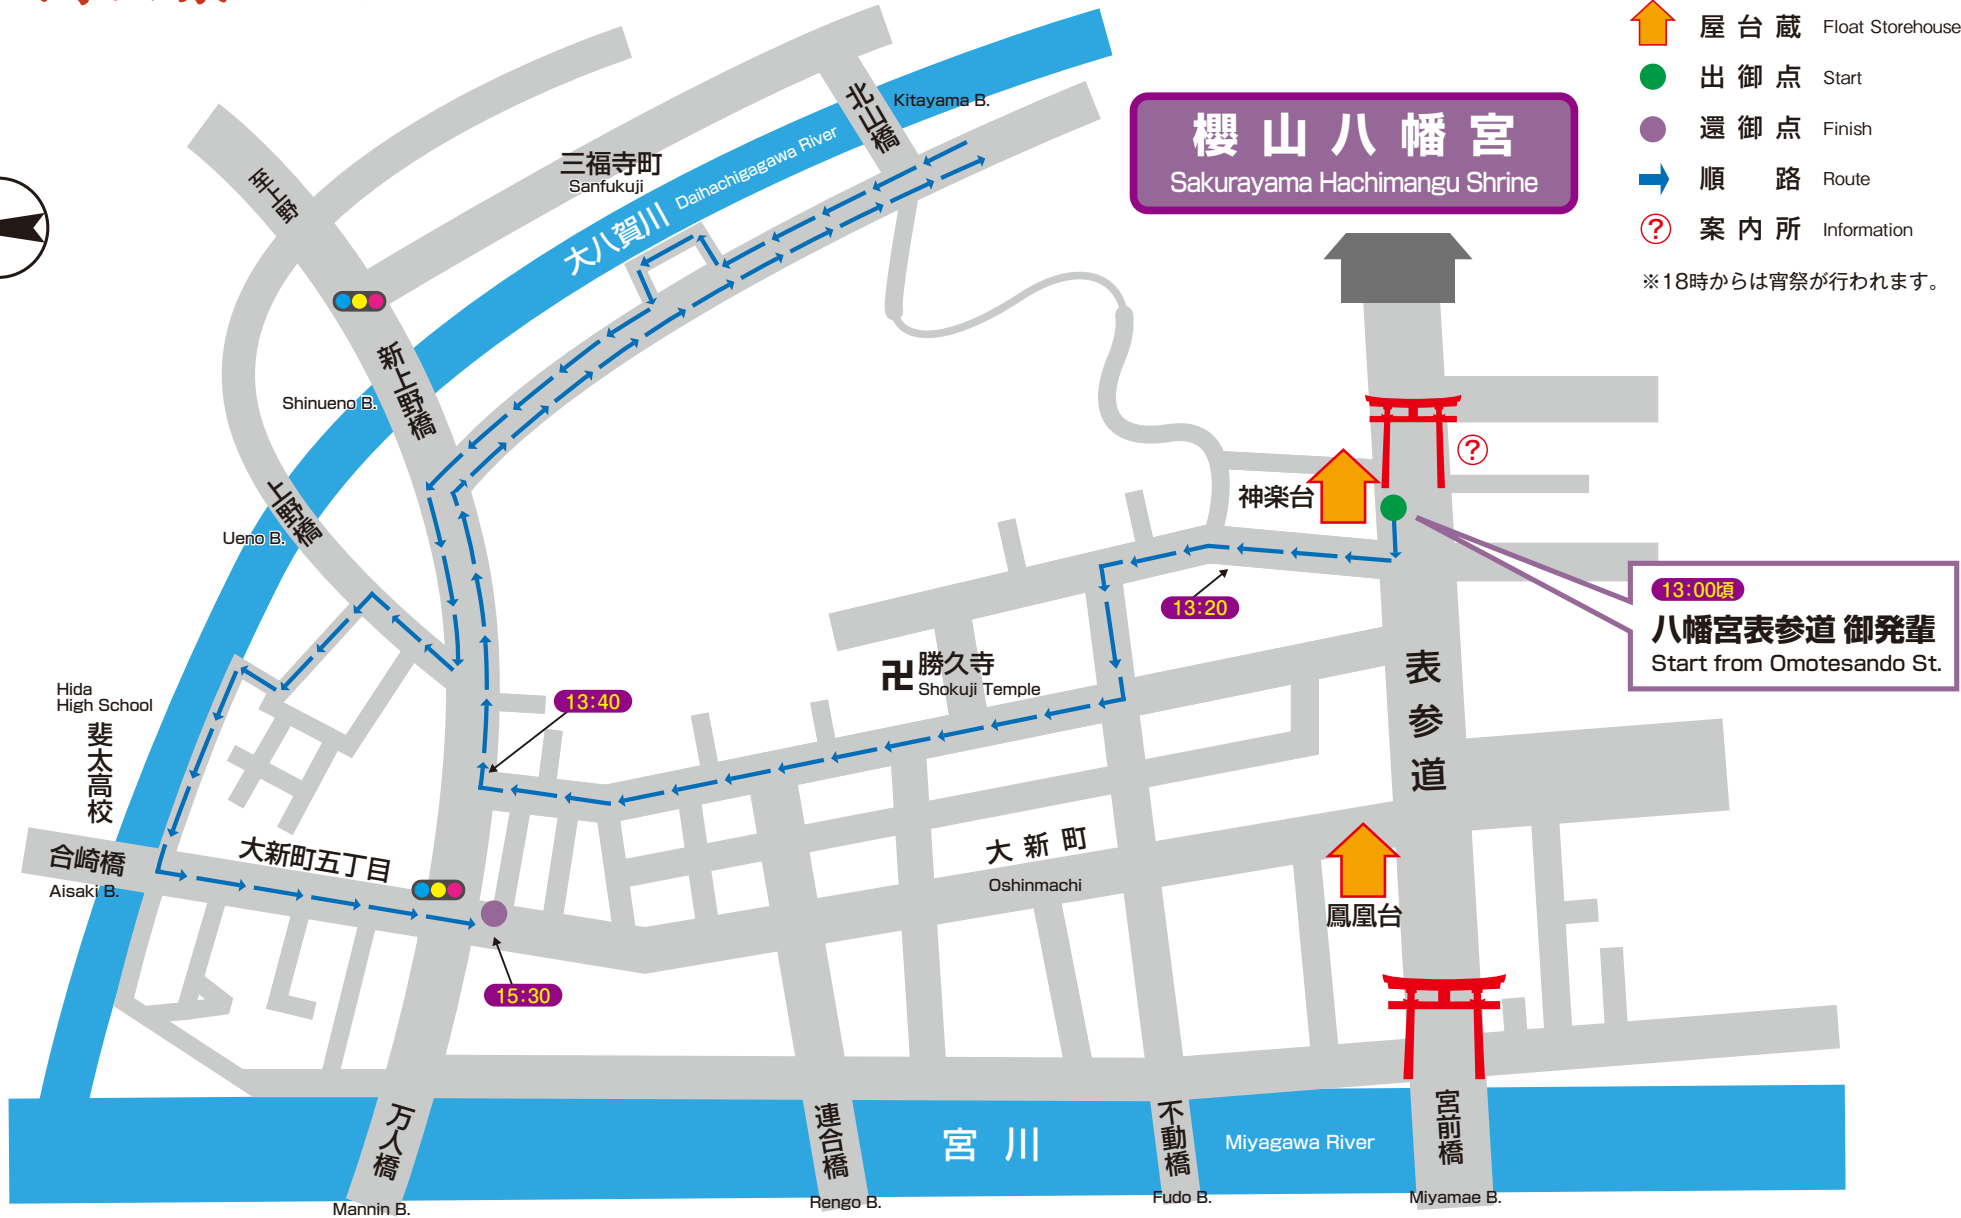 屋台蔵 Float Storehouse
出御点 Start
還御点 Finish
順路 Route
? 案内所 Information
※18時からは宵祭が行われます。
櫻山八幡宮
Sakurayama Hachimangu Shrine
北山橋
Kitayama B.
三福寺町
Sanfukuji
大八賀川 Daihachigagawa River
至上野
新上野橋
Shinueno B.
上野橋
Ueno B.
?
神楽台
13:00頃
八幡宮表参道 御発輩
Start from Omotesando St.
13:20
表参道
卍 勝久寺
Shokuji Temple
13:40
Hida
High School
斐太高校
合崎橋
Aisaki B.
大新町五丁目
大新町
Oshinmachi
鳳凰台
15:30
万人橋
Mannin B.
連合橋
Rengo B.
宮川
Miyagawa River
不動橋
Fudo B.
宮前橋
Miyamae B.